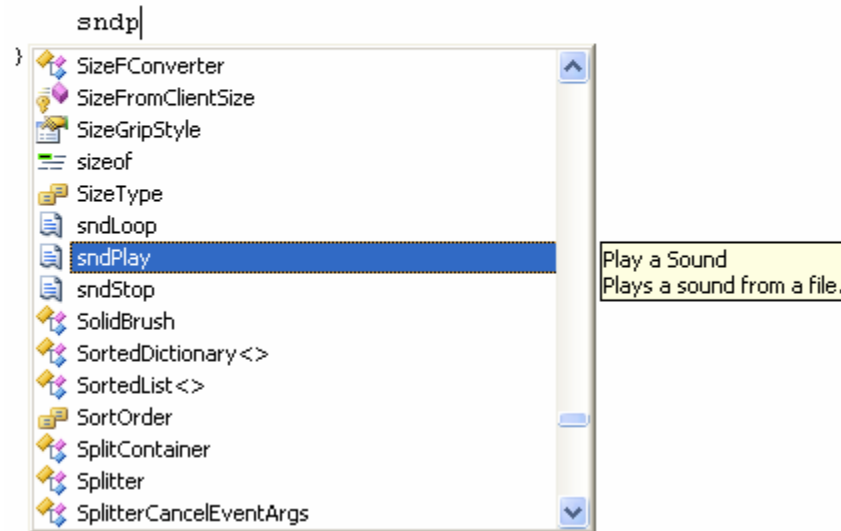 sndp
}
SizeFConverter
SizeFromClientSize
SizeGripStyle
sizeof
SizeType
sndLoop
sndPlay
Play a Sound
Plays a sound from a file.
sndStop
SolidBrush
SortedDictionary<>
SortedList<>
SortOrder
SplitContainer
Splitter
SplitterCancelEventArgs